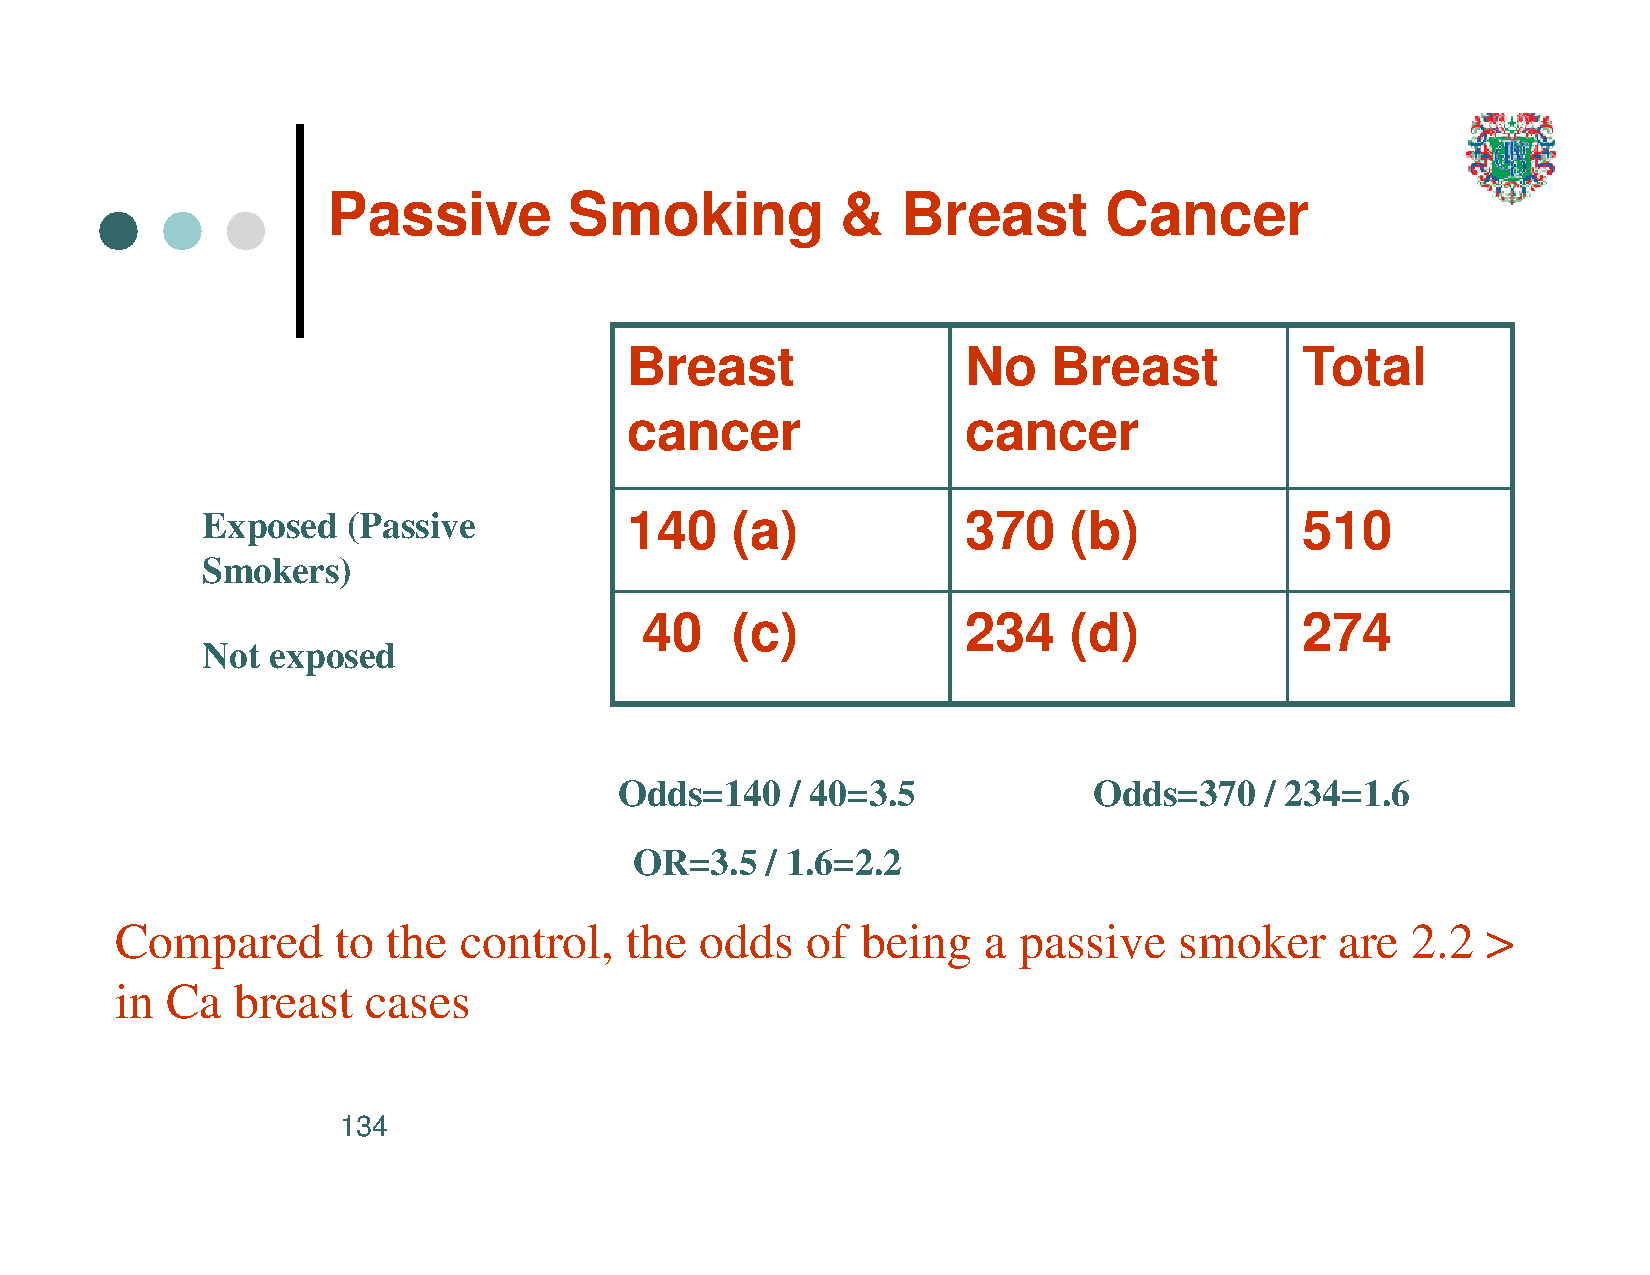 Passive Smoking & Breast Cancer
Breast cancer No Breast cancer Total
Exposed (Passive Smokers) 140 (a) 370 (b) 510
Not exposed 40 (c) 234 (d) 274
Odds=140 / 40=3.5 Odds=370 / 234=1.6
OR=3.5 / 1.6=2.2
Compared to the control, the odds of being a passive smoker are 2.2 >
in Ca breast cases
134